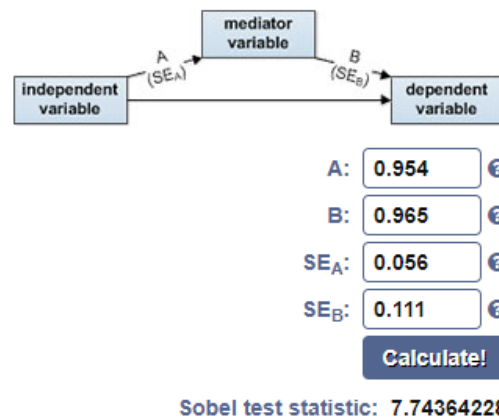 mediator
variable
A
(SEA)
B
(SEB)
independent
variable
dependent
variable
A: 0.954
B: 0.965
SEA: 0.056
SEB: 0.111
Calculate!
Sobel test statistic: 7.7436422